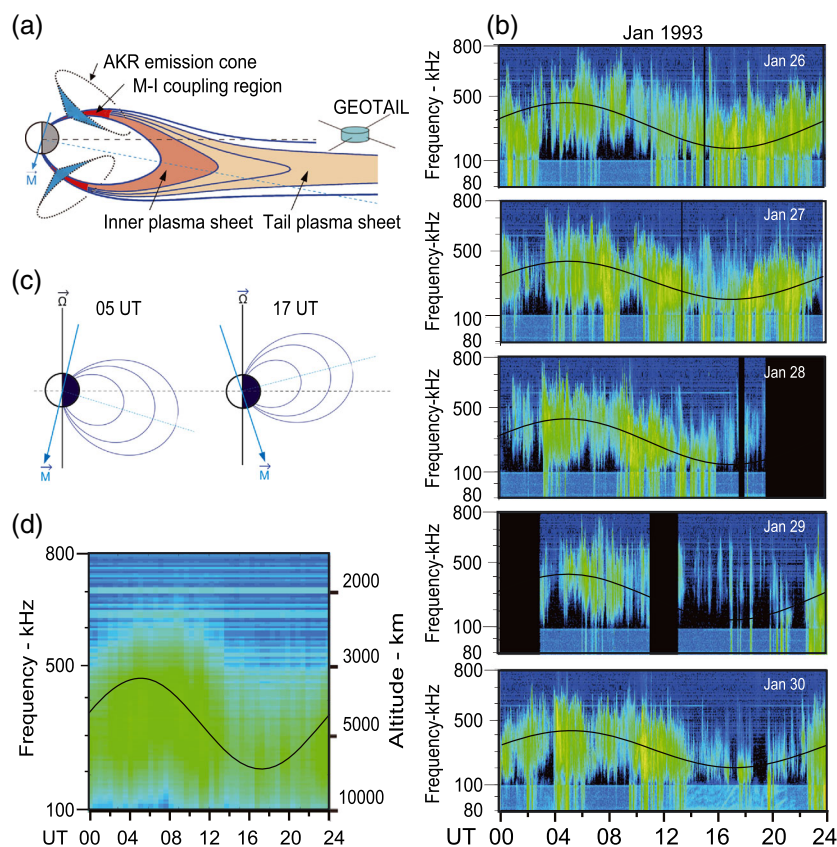 (a)
AKR emission cone
M-I coupling region
GEOTAIL
M
Inner plasma sheet
Tail plasma sheet
(b)
Jan 1993
Frequency - kHz
800
500
100
80
Jan 26
Frequency-kHz
800
500
100
80
Jan 27
Frequency-kHz
800
500
100
80
Jan 28
Frequency-kHz
800
500
100
80
Jan 29
Frequency-kHz
800
500
100
80
Jan 30
UT 00 04 08 12 16 20 24
(c)
Ω
05 UT
M
Ω
17 UT
M
(d)
Frequency - kHz
800
500
100
2000
3000
5000
10000
Altitude - km
UT 00 04 08 12 16 20 24